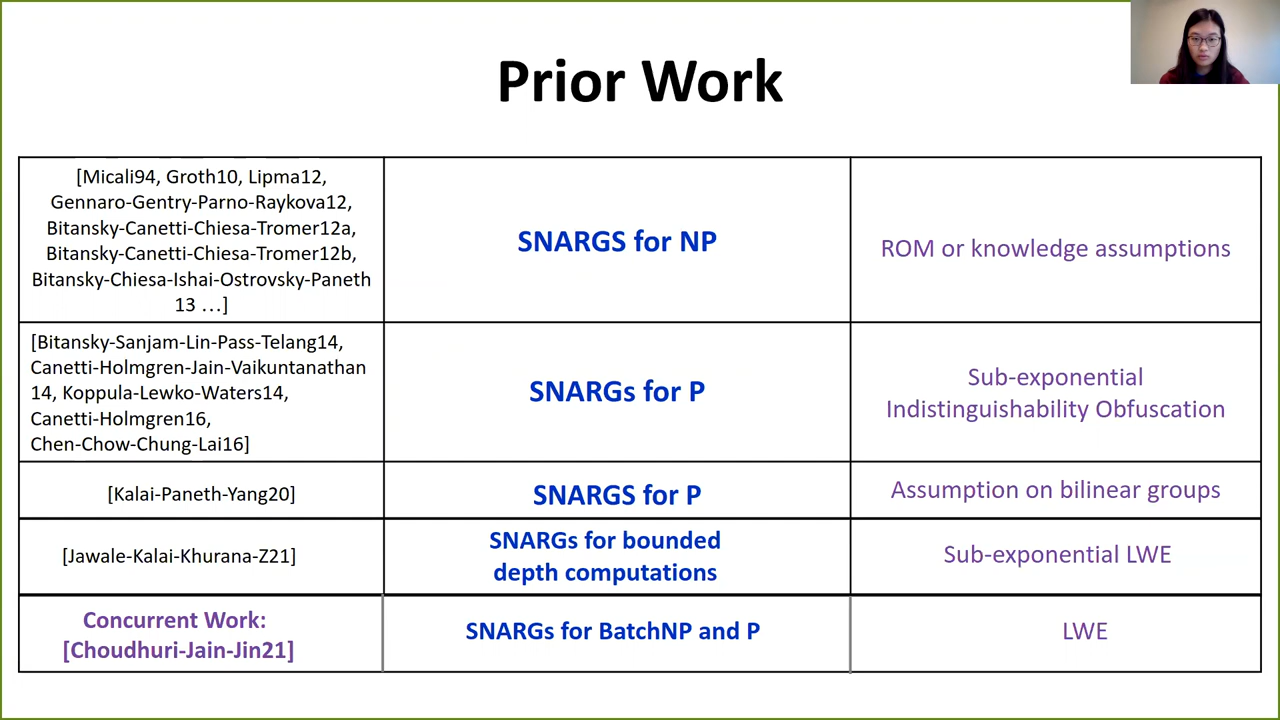 Prior Work
[Micali94, Groth10, Lipma12,
Gennaro-Gentry-Parno-Raykova12,
Bitansky-Canetti-Chiesa-Tromer12a,
Bitansky-Canetti-Chiesa-Tromer12b,
Bitansky-Chiesa-Ishai-Ostrovsky-Paneth
13 …]
SNARGS for NP
ROM or knowledge assumptions
[Bitansky-Sanjam-Lin-Pass-Telang14,
Canetti-Holmgren-Jain-Vaikuntanathan
14, Koppula-Lewko-Waters14,
Canetti-Holmgren16,
Chen-Chow-Chung-Lai16]
SNARGs for P
Sub-exponential
Indistinguishability Obfuscation
[Kalai-Paneth-Yang20]
SNARGS for P
Assumption on bilinear groups
[Jawale-Kalai-Khurana-Z21]
SNARGs for bounded
depth computations
Sub-exponential LWE
Concurrent Work:
[Choudhuri-Jain-Jin21]
SNARGs for BatchNP and P
LWE